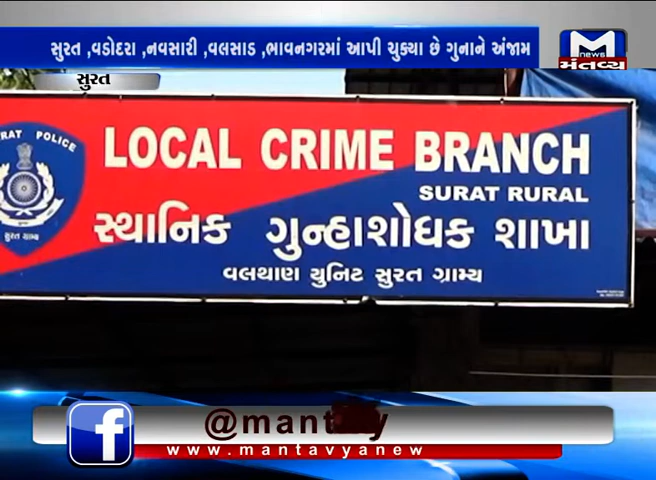 સુરત ,વડોદરા ,નવસારી ,વલસાડ ,ભાવનગરમાં આપી ચુક્યા છે ગુનાને અંજામ
M news
મંતવ્ય
સુરત
POLICE
LOCAL CRIME BRANCH
SURAT RURAL
સ્થાનિક ગુન્હાશોધક શાખા
વલથાણ યુનિટ સુરત ગ્રામ્ય
સુરત ગ્રામ્ય
f
www.mantavyanew